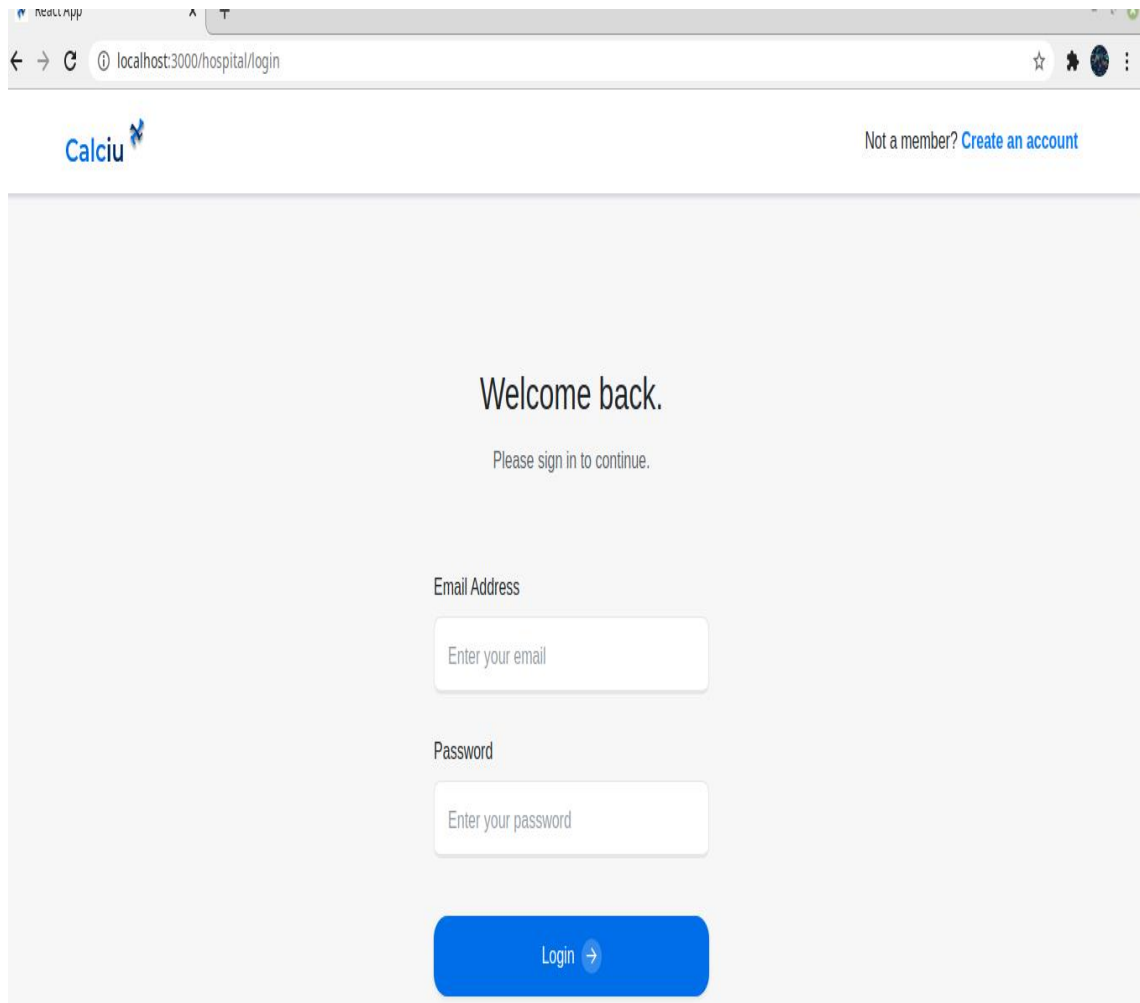 React App
localhost:3000/hospital/login
Calciu
Not a member? Create an account
Welcome back.
Please sign in to continue.
Email Address
Enter your email
Password
Enter your password
Login